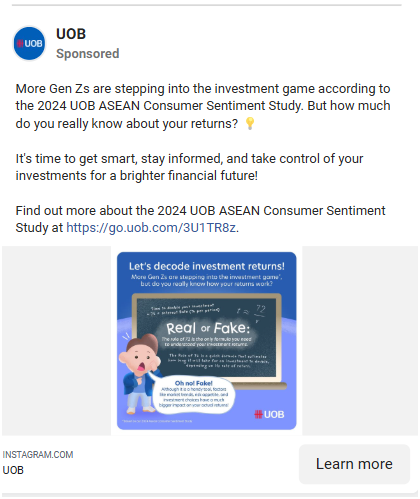 UOB
UOB
Sponsored
More Gen Zs are stepping into the investment game according to
the 2024 UOB ASEAN Consumer Sentiment Study. But how much
do you really know about your returns? 💡
It's time to get smart, stay informed, and take control of your
investments for a brighter financial future!
Find out more about the 2024 UOB ASEAN Consumer Sentiment
Study at https://go.uob.com/3U1TR8z.
Let's decode investment returns!
More Gen Zs are stepping into the investment game*,
but do you really know how your returns work?
Time to double your investment
t = 72
Real or Fake:
The rule of 72 is the only formula you need
to understand your investment returns.
The Rule of 72 is a quick formula that estimates
how long it will take for an investment to double,
depending on its rate of return.
Oh no! Fake!
Although it is a handy tool, factors
like market trends, risk appetite, and
investment choices have a much
bigger impact on your actual returns!
UOB
INSTAGRAM.COM
UOB
Learn more